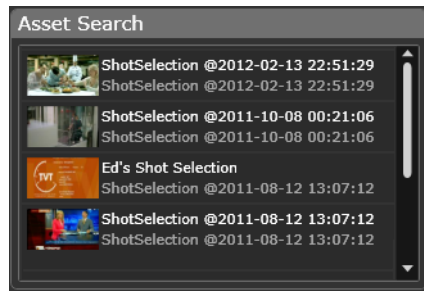 Asset Search
ShotSelection @2012-02-13 22:51:29
ShotSelection @2012-02-13 22:51:29
ShotSelection @2011-10-08 00:21:06
ShotSelection @2011-10-08 00:21:06
TVT
Ed's Shot Selection
ShotSelection @2011-08-12 13:07:12
ShotSelection @2011-08-12 13:07:12
ShotSelection @2011-08-12 13:07:12